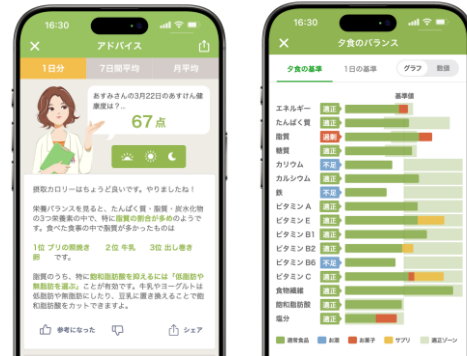 16:30
アドバイス
1日分
7日間平均
月平均
あすみさんの3月22日のあすけん健
康度は?…
67点
摂取カロリーはちょうど良いです。やりましたね!
栄養バランスを見ると、たんぱく質・脂質・炭水化物
の3つ栄養素の中で、特に脂質の割合が多めのようで
す。食べた食事の中で脂質が多かったものは
1位 ブリの照焼き 2位 牛乳 3位 出し巻き
卵 です。
脂質のうち、特に飽和脂肪酸を抑えるには「低脂肪や
無脂肪を選ぶ」ことが有効です。牛乳やヨーグルトは
低脂肪や無脂肪にしたり、豆乳に置き換えることで飽
和脂肪酸をカットできますよ。
参考になった
シェア
16:30
夕食のバランス
夕食の基準
1日の基準
グラフ
数値
基準値
エネルギー 適正
たんぱく質 適正
脂質 過剰
糖質 適正
カリウム 不足
カルシウム 適正
鉄 不足
ビタミン A 適正
ビタミン E 適正
ビタミン B1 適正
ビタミン B2 適正
ビタミン B6 不足
ビタミン C 適正
食物繊維 適正
飽和脂肪酸 適正
塩分 適正
通常食品 お酒 お菓子 サプリ 適正ゾーン